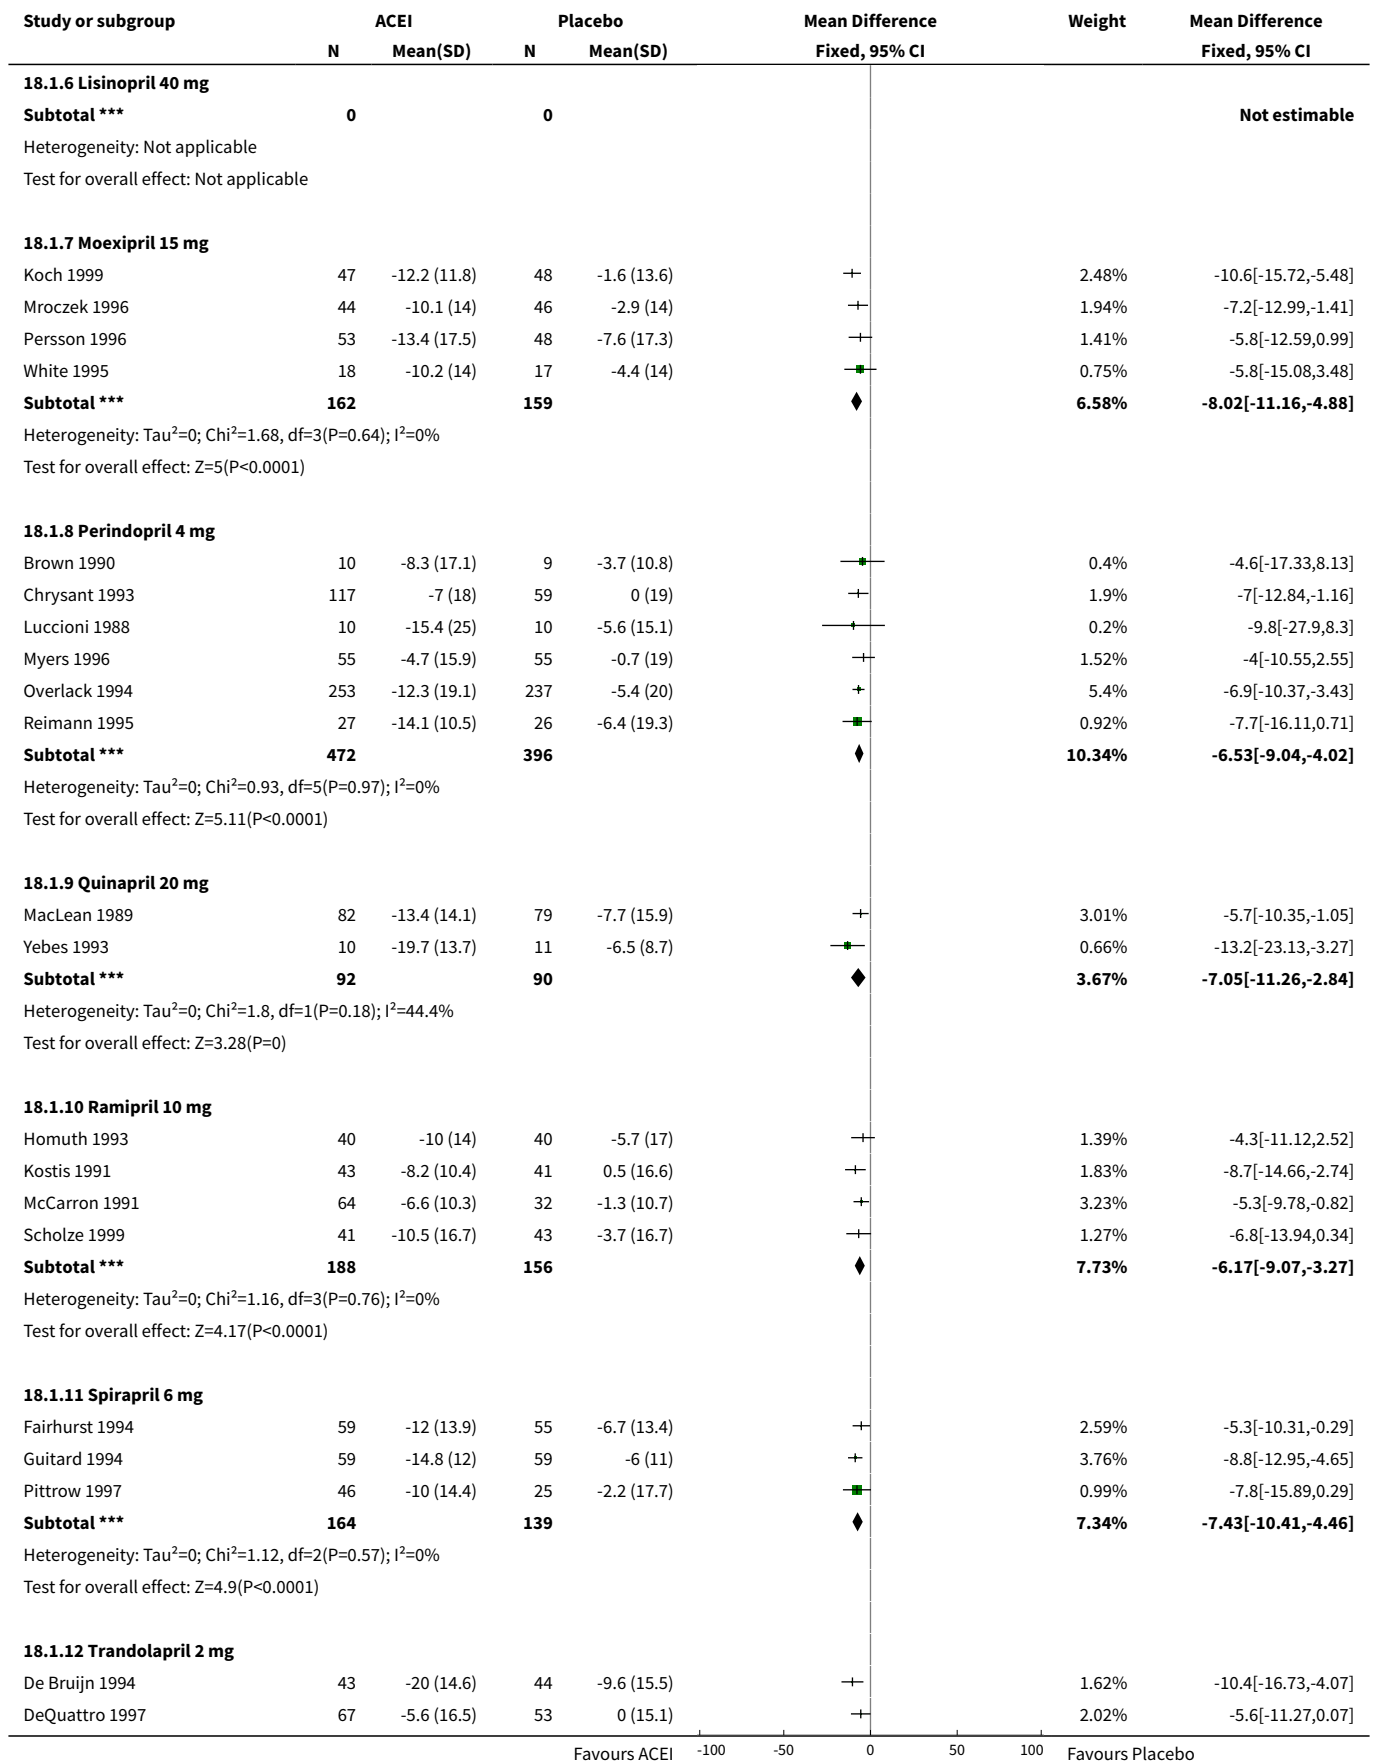 Study or subgroup ACEI Placebo Mean Difference Weight Mean Difference
N Mean(SD) N Mean(SD) Fixed, 95% CI Fixed, 95% CI
18.1.6 Lisinopril 40 mg
Subtotal *** 0 0 Not estimable
Heterogeneity: Not applicable
Test for overall effect: Not applicable
18.1.7 Moexipril 15 mg
Koch 1999 47 -12.2 (11.8) 48 -1.6 (13.6) 2.48% -10.6[-15.72,-5.48]
Mroczek 1996 44 -10.1 (14) 46 -2.9 (14) 1.94% -7.2[-12.99,-1.41]
Persson 1996 53 -13.4 (17.5) 48 -7.6 (17.3) 1.41% -5.8[-12.59,0.99]
White 1995 18 -10.2 (14) 17 -4.4 (14) 0.75% -5.8[-15.08,3.48]
Subtotal *** 162 159 6.58% -8.02[-11.16,-4.88]
Heterogeneity: Tau²=0; Chi²=1.68, df=3(P=0.64); I²=0%
Test for overall effect: Z=5(P<0.0001)
18.1.8 Perindopril 4 mg
Brown 1990 10 -8.3 (17.1) 9 -3.7 (10.8) 0.4% -4.6[-17.33,8.13]
Chrysant 1993 117 -7 (18) 59 0 (19) 1.9% -7[-12.84,-1.16]
Luccioni 1988 10 -15.4 (25) 10 -5.6 (15.1) 0.2% -9.8[-27.9,8.3]
Myers 1996 55 -4.7 (15.9) 55 -0.7 (19) 1.52% -4[-10.55,2.55]
Overlack 1994 253 -12.3 (19.1) 237 -5.4 (20) 5.4% -6.9[-10.37,-3.43]
Reimann 1995 27 -14.1 (10.5) 26 -6.4 (19.3) 0.92% -7.7[-16.11,0.71]
Subtotal *** 472 396 10.34% -6.53[-9.04,-4.02]
Heterogeneity: Tau²=0; Chi²=0.93, df=5(P=0.97); I²=0%
Test for overall effect: Z=5.11(P<0.0001)
18.1.9 Quinapril 20 mg
MacLean 1989 82 -13.4 (14.1) 79 -7.7 (15.9) 3.01% -5.7[-10.35,-1.05]
Yebes 1993 10 -19.7 (13.7) 11 -6.5 (8.7) 0.66% -13.2[-23.13,-3.27]
Subtotal *** 92 90 3.67% -7.05[-11.26,-2.84]
Heterogeneity: Tau²=0; Chi²=1.8, df=1(P=0.18); I²=44.4%
Test for overall effect: Z=3.28(P=0)
18.1.10 Ramipril 10 mg
Homuth 1993 40 -10 (14) 40 -5.7 (17) 1.39% -4.3[-11.12,2.52]
Kostis 1991 43 -8.2 (10.4) 41 0.5 (16.6) 1.83% -8.7[-14.66,-2.74]
McCarron 1991 64 -6.6 (10.3) 32 -1.3 (10.7) 3.23% -5.3[-9.78,-0.82]
Scholze 1999 41 -10.5 (16.7) 43 -3.7 (16.7) 1.27% -6.8[-13.94,0.34]
Subtotal *** 188 156 7.73% -6.17[-9.07,-3.27]
Heterogeneity: Tau²=0; Chi²=1.16, df=3(P=0.76); I²=0%
Test for overall effect: Z=4.17(P<0.0001)
18.1.11 Spirapril 6 mg
Fairhurst 1994 59 -12 (13.9) 55 -6.7 (13.4) 2.59% -5.3[-10.31,-0.29]
Guitard 1994 59 -14.8 (12) 59 -6 (11) 3.76% -8.8[-12.95,-4.65]
Pittrow 1997 46 -10 (14.4) 25 -2.2 (17.7) 0.99% -7.8[-15.89,0.29]
Subtotal *** 164 139 7.34% -7.43[-10.41,-4.46]
Heterogeneity: Tau²=0; Chi²=1.12, df=2(P=0.57); I²=0%
Test for overall effect: Z=4.9(P<0.0001)
18.1.12 Trandolapril 2 mg
De Bruijn 1994 43 -20 (14.6) 44 -9.6 (15.5) 1.62% -10.4[-16.73,-4.07]
DeQuattro 1997 67 -5.6 (16.5) 53 0 (15.1) 2.02% -5.6[-11.27,0.07]
Favours ACEI -100 -50 0 50 100 Favours Placebo